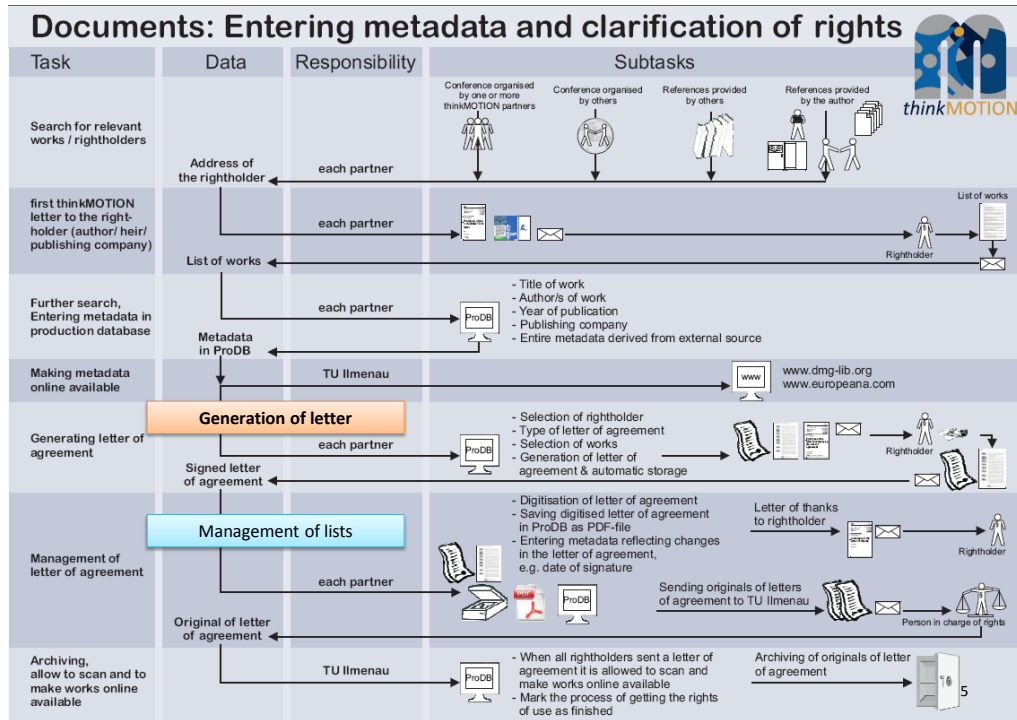 Documents: Entering metadata and clarification of rights
thinkMOTION
Task
Data
Responsibility
Subtasks
Conference organised
by one or more
thinkMOTION partners
Conference organised
by others
References provided
by others
References provided
by the author
Search for relevant
works / rightholders
Address of
the rightholder
each partner
first thinkMOTION
letter to the right-
holder (author/ heir/
publishing company)
each partner
Rightholder
List of works
List of works
Further search,
Entering metadata in
production database
each partner
ProDB
- Title of work
- Author/s of work
- Year of publication
- Publishing company
- Entire metadata derived from external source
Metadata
in ProDB
Making metadata
online available
TU Ilmenau
www
www.dmg-lib.org
www.europeana.com
Generation of letter
Generating letter of
agreement
each partner
ProDB
- Selection of rightholder
- Type of letter of agreement
- Selection of works
- Generation of letter of
agreement & automatic storage
Rightholder
Signed letter
of agreement
Management of lists
Management of
letter of agreement
each partner
- Digitisation of letter of agreement
- Saving digitised letter of agreement
in ProDB as PDF-file
- Entering metadata reflecting changes
in the letter of agreement,
e.g. date of signature
Letter of thanks
to rightholder
Rightholder
PDF
ProDB
Sending originals of letters
of agreement to TU Ilmenau
Person in charge of rights
Original of letter
of agreement
Archiving,
allow to scan and to
make works online
available
TU Ilmenau
ProDB
- When all rightholders sent a letter of
agreement it is allowed to scan and
make works online available
- Mark the process of getting the rights
of use as finished
Archiving of originals of letter
of agreement
5